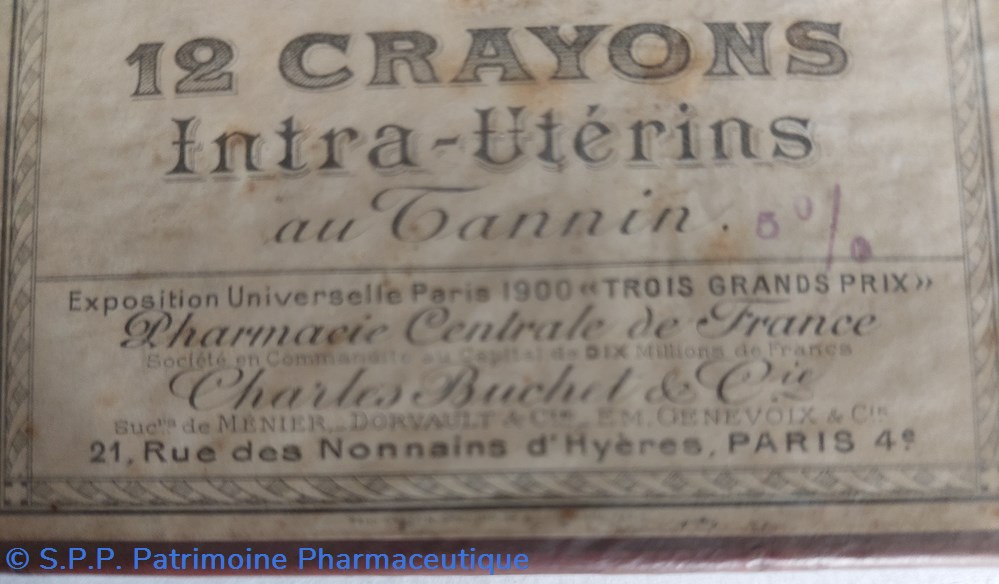 12 CRAYONS
Intra-Utérins
au Tannin. 5%
Exposition Universelle Paris 1900 «TROIS GRANDS PRIX»
Pharmacie Centrale de France
Société en Commandite au Capital de DIX Millions de Francs
Charles Buchet & Cie
Sucrs de MÉNIER, DORVAULT & Cie, EM. GENEVOIX & Cie
21, Rue des Nonnains d'Hyères, PARIS 4e
© S.P.P. Patrimoine Pharmaceutique